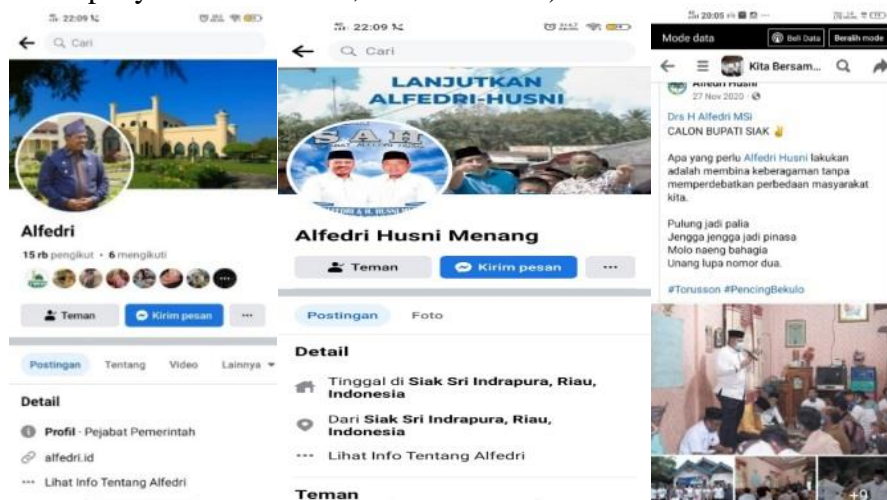 22:09
Cari
Alfedri
15 rb pengikut • 6 mengikuti
Teman
Kirim pesan
Postingan Tentang Video Lainnya
Detail
Profil · Pejabat Pemerintah
alfedri.id
Lihat Info Tentang Alfedri
22:09
Cari
LANJUTKAN
ALFEDRI-HUSNI
SAH
Alfedri Husni Menang
Teman
Kirim pesan
Postingan Foto
Detail
Tinggal di Siak Sri Indrapura, Riau,
Indonesia
Dari Siak Sri Indrapura, Riau,
Indonesia
Lihat Info Tentang Alfedri
Teman
20:05
Mode data
Beli Data
Beralih mode
Kita Bersam...
Alfedri Husni
27 Nov 2020
Drs H Alfedri MSi
CALON BUPATI SIAK ✌
Apa yang perlu Alfedri Husni lakukan
adalah membina keberagaman tanpa
memperdebatkan perbedaan masyarakat
kita.
Pulung jadi palia
Jengga jengga jadi pinasa
Molo naeng bahagia
Unang lupa nomor dua.
#Torusson #PencingBekulo
+9